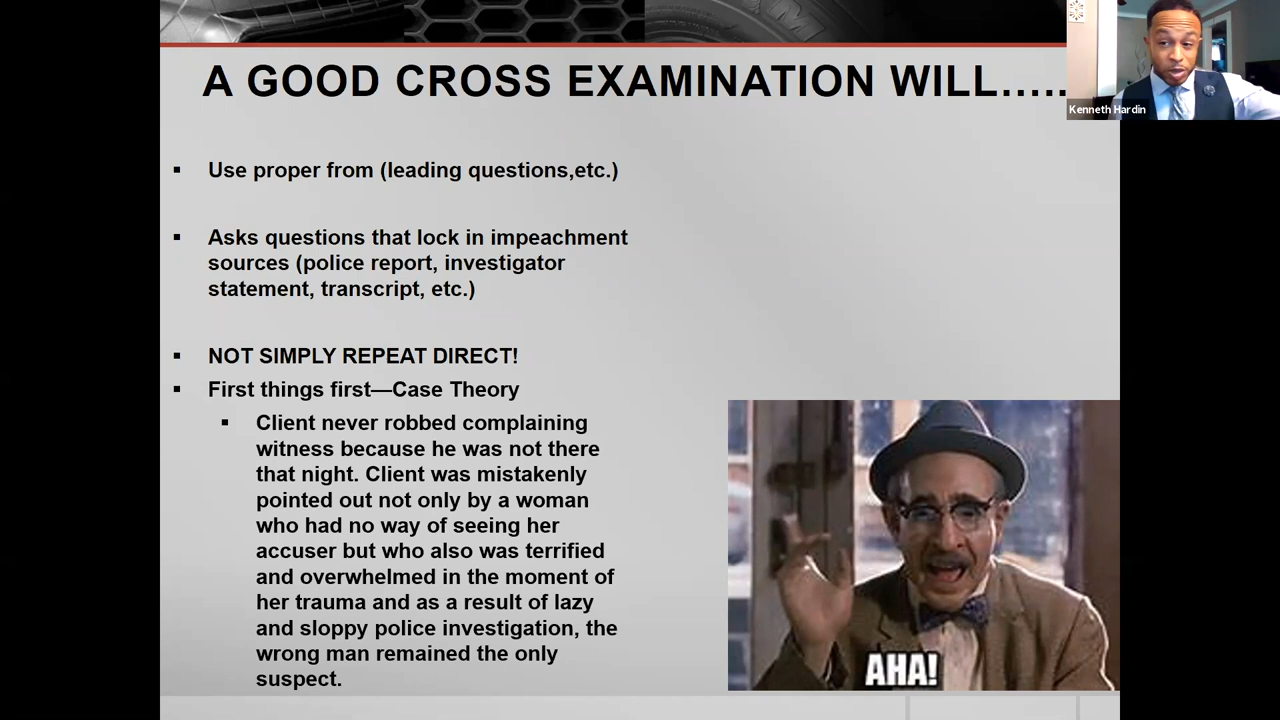 A GOOD CROSS EXAMINATION WILL.....
Kenneth Hardin
▪ Use proper from (leading questions,etc.)
▪ Asks questions that lock in impeachment
sources (police report, investigator
statement, transcript, etc.)
▪ NOT SIMPLY REPEAT DIRECT!
▪ First things first—Case Theory
▪ Client never robbed complaining
witness because he was not there
that night. Client was mistakenly
pointed out not only by a woman
who had no way of seeing her
accuser but who also was terrified
and overwhelmed in the moment of
her trauma and as a result of lazy
and sloppy police investigation, the
wrong man remained the only
suspect.
AHA!